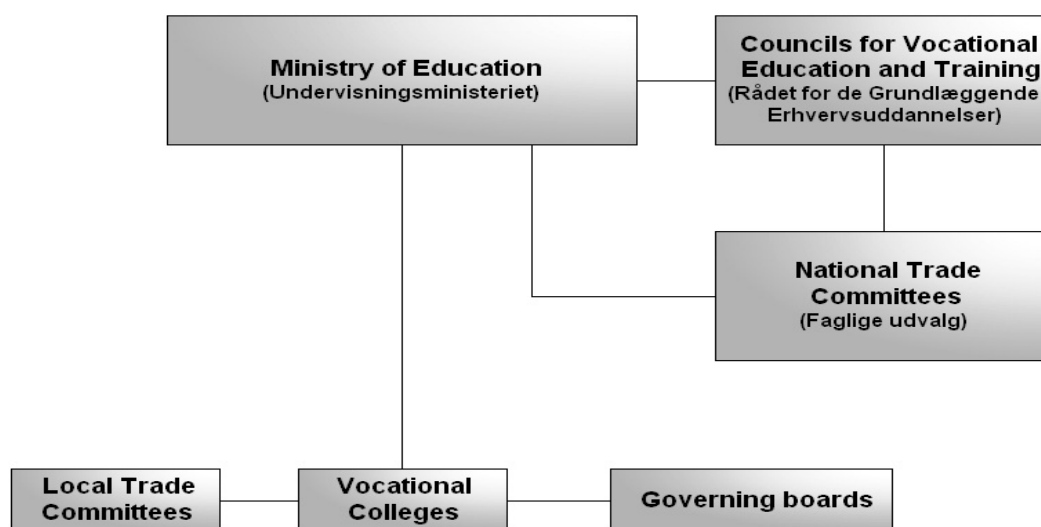 Ministry of Education
(Undervisningsministeriet)
Councils for Vocational
Education and Training
(Rådet for de Grundlæggende
Erhvervsuddannelser)
National Trade
Committees
(Faglige udvalg)
Local Trade
Committees
Vocational
Colleges
Governing boards